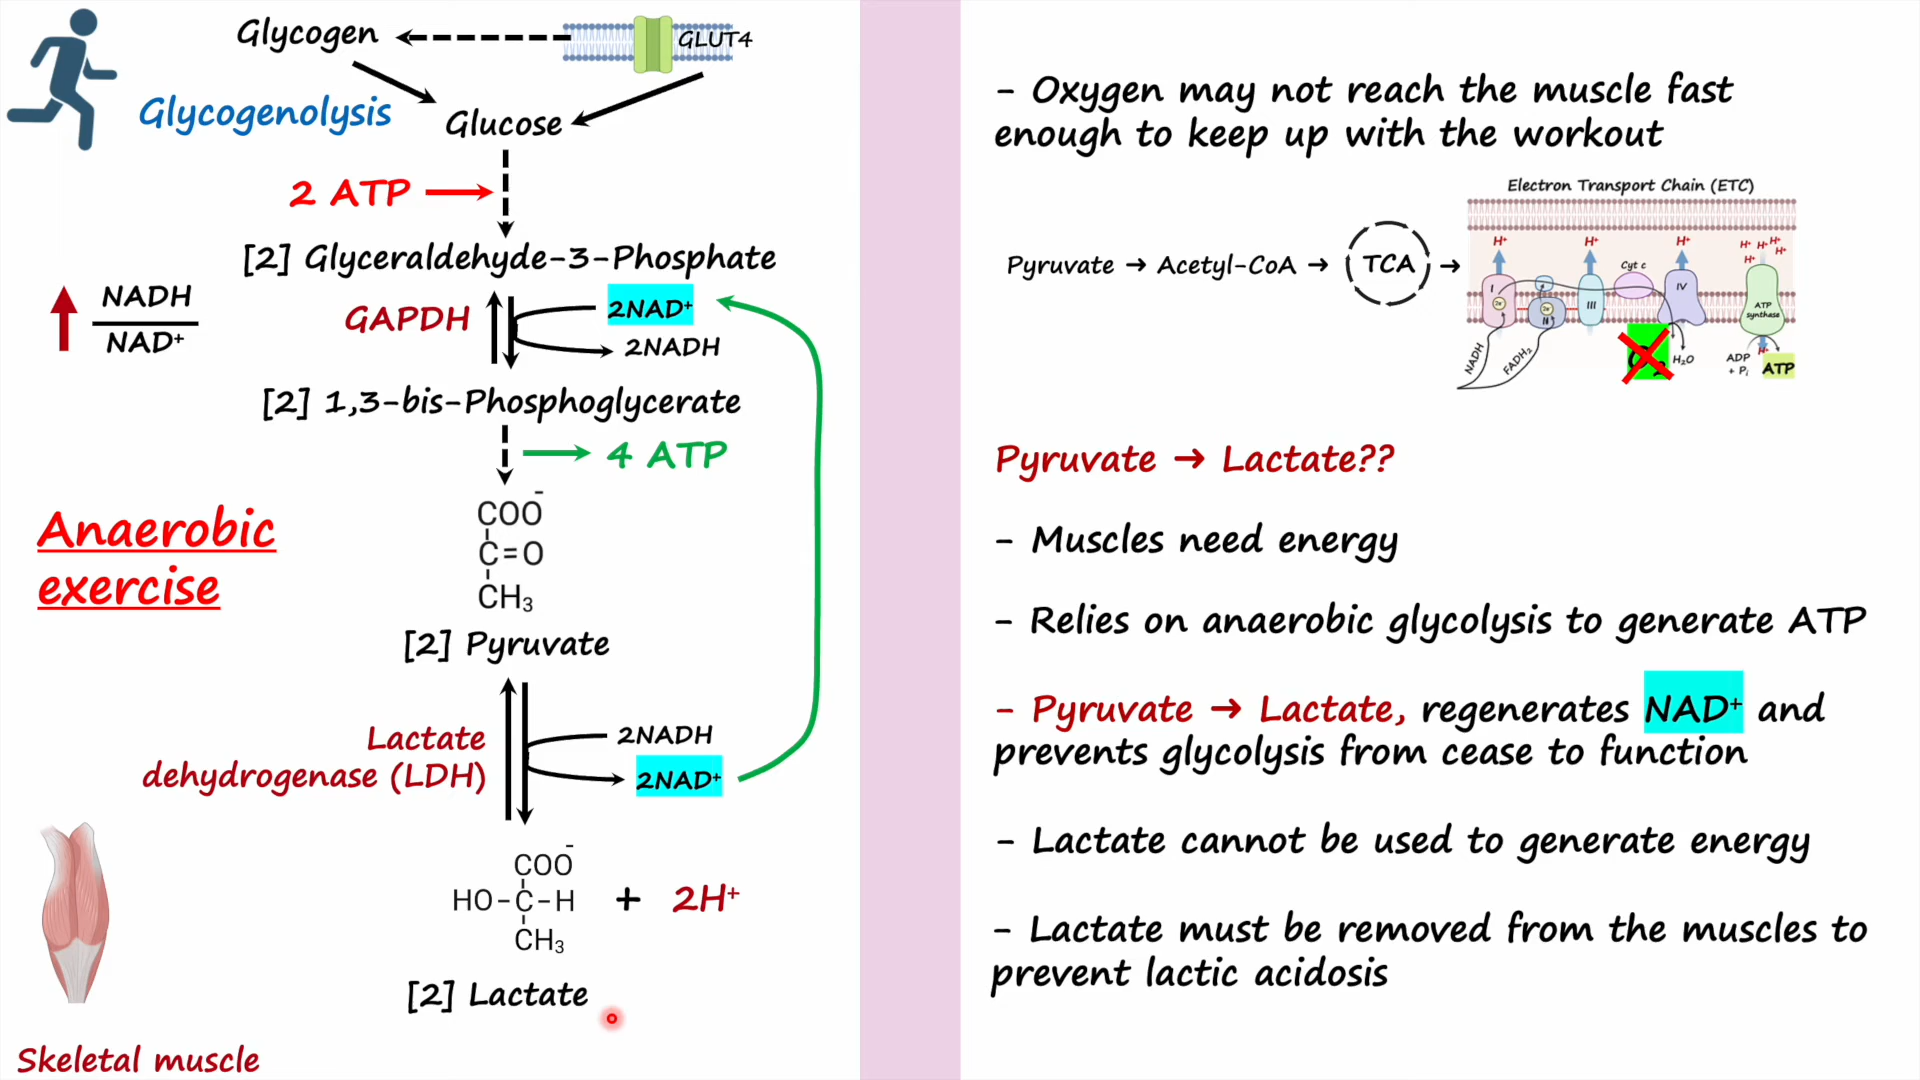 Glycogen
GLUT4
Glycogenolysis
Glucose
2 ATP
[2] Glyceraldehyde-3-Phosphate
NADH
NAD⁺
GAPDH
2NAD⁺
2NADH
[2] 1,3-bis-Phosphoglycerate
4 ATP
Anaerobic
exercise
COO⁻
C=O
CH₃
[2] Pyruvate
Lactate
dehydrogenase (LDH)
2NADH
2NAD⁺
COO⁻
HO-C-H
CH₃
+ 2H⁺
[2] Lactate
Skeletal muscle
- Oxygen may not reach the muscle fast
enough to keep up with the workout
Electron Transport Chain (ETC)
Pyruvate → Acetyl-CoA → TCA →
H⁺ H⁺ H⁺ H⁺ H⁺ H⁺ H⁺ H⁺
Cyt c
I II III IV
2e⁻ 2e⁻
ATP
synthase
NADH
FADH₂
O₂
H₂O
ADP
+ Pᵢ
H⁺
ATP
Pyruvate → Lactate??
- Muscles need energy
- Relies on anaerobic glycolysis to generate ATP
- Pyruvate → Lactate, regenerates NAD⁺ and
prevents glycolysis from cease to function
- Lactate cannot be used to generate energy
- Lactate must be removed from the muscles to
prevent lactic acidosis